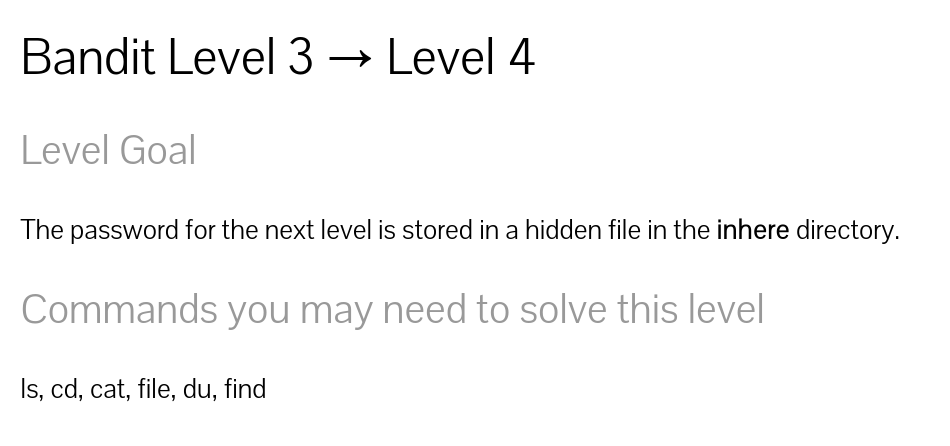 Bandit Level 3 → Level 4
Level Goal
The password for the next level is stored in a hidden file in the inhere directory.
Commands you may need to solve this level
ls, cd, cat, file, du, find